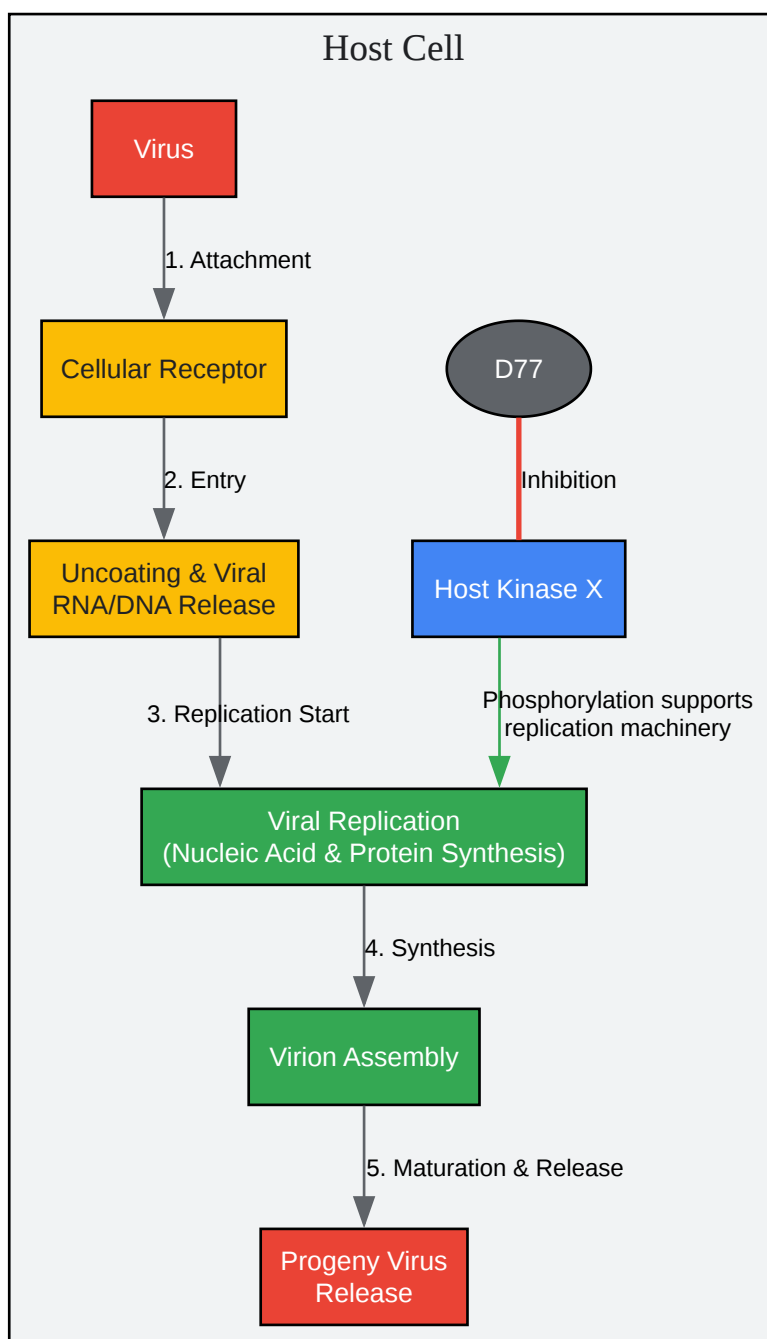 Host Cell
Virus
1. Attachment
Cellular Receptor
D77
2. Entry
Inhibition
Uncoating & Viral
RNA/DNA Release
Host Kinase X
3. Replication Start
Phosphorylation supports
replication machinery
Viral Replication
(Nucleic Acid & Protein Synthesis)
4. Synthesis
Virion Assembly
5. Maturation & Release
Progeny Virus
Release